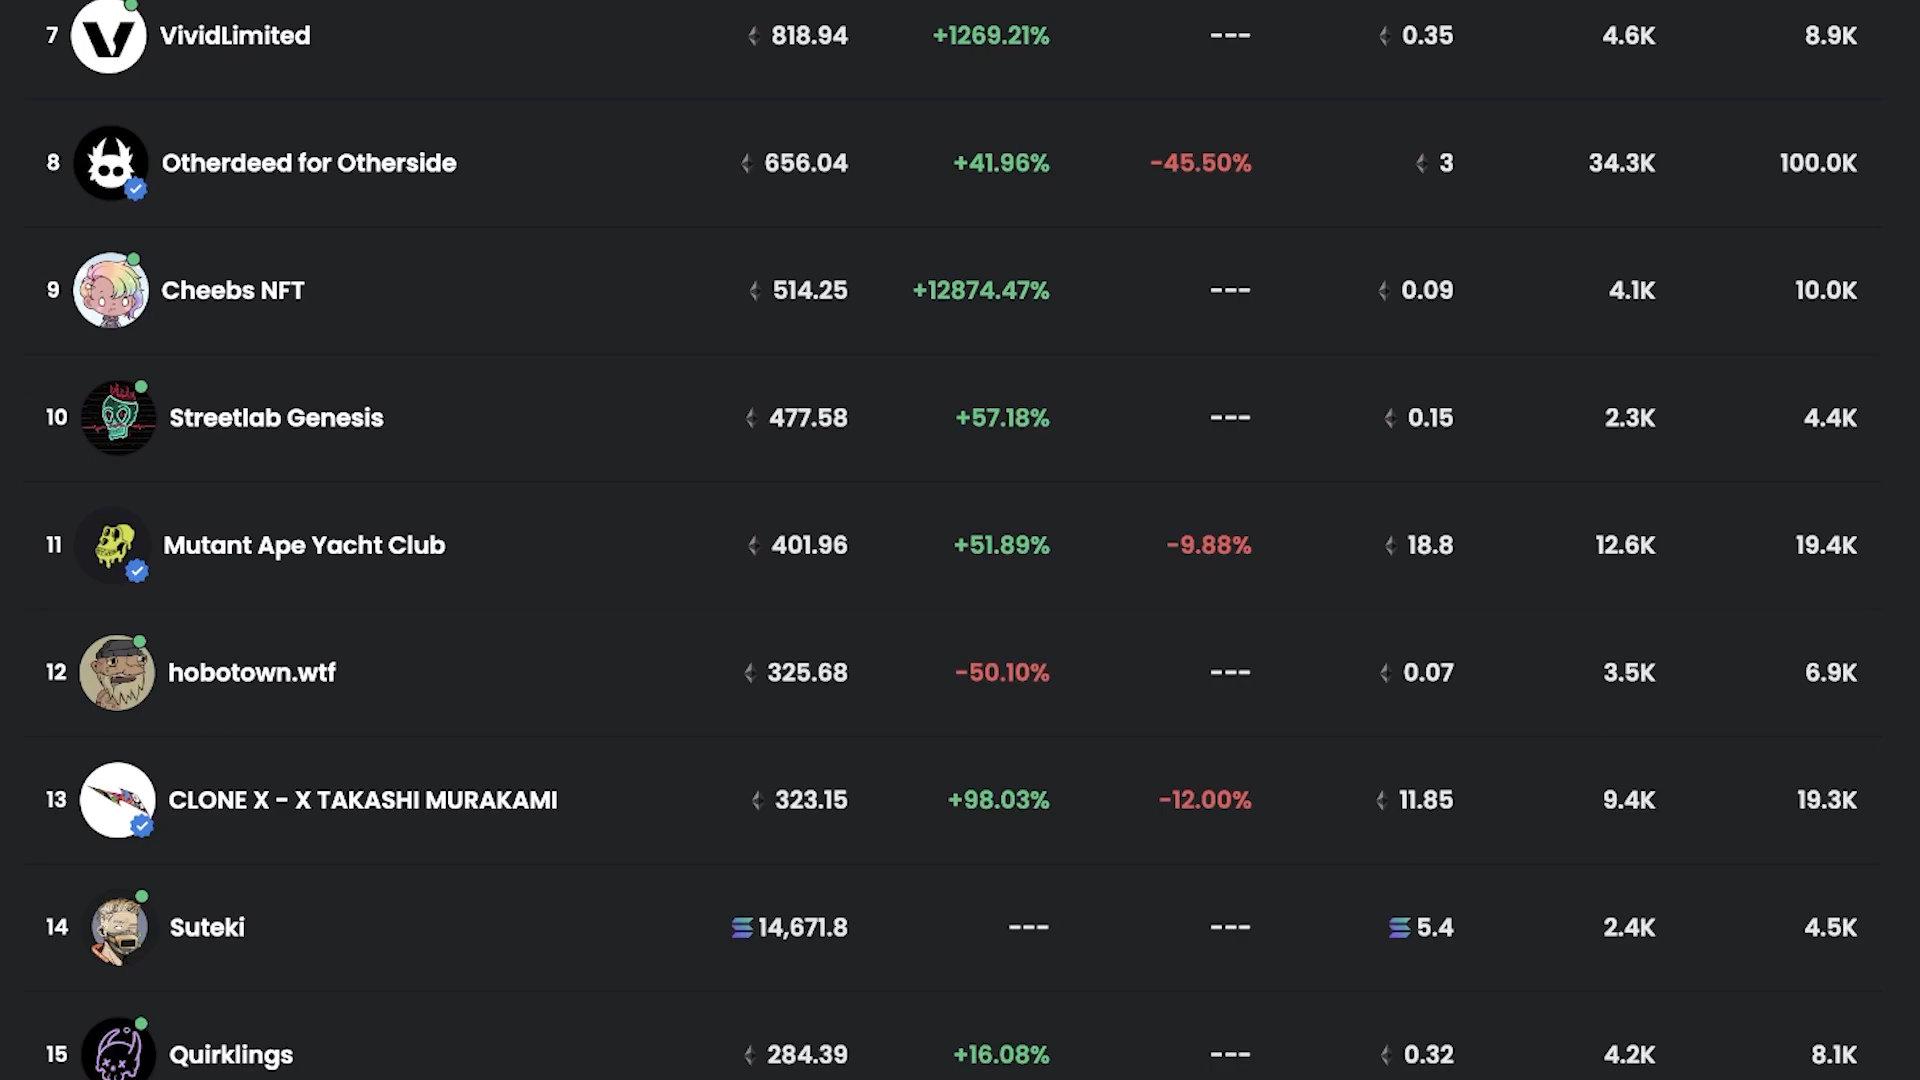 7 VividLimited 818.94 +1269.21% --- 0.35 4.6K 8.9K
8 Otherdeed for Otherside 656.04 +41.96% -45.50% 3 34.3K 100.0K
9 Cheebs NFT 514.25 +12874.47% --- 0.09 4.1K 10.0K
10 Streetlab Genesis 477.58 +57.18% --- 0.15 2.3K 4.4K
11 Mutant Ape Yacht Club 401.96 +51.89% -9.88% 18.8 12.6K 19.4K
12 hobotown.wtf 325.68 -50.10% --- 0.07 3.5K 6.9K
13 CLONE X - X TAKASHI MURAKAMI 323.15 +98.03% -12.00% 11.85 9.4K 19.3K
14 Suteki 14,671.8 --- --- 5.4 2.4K 4.5K
15 Quirklings 284.39 +16.08% --- 0.32 4.2K 8.1K